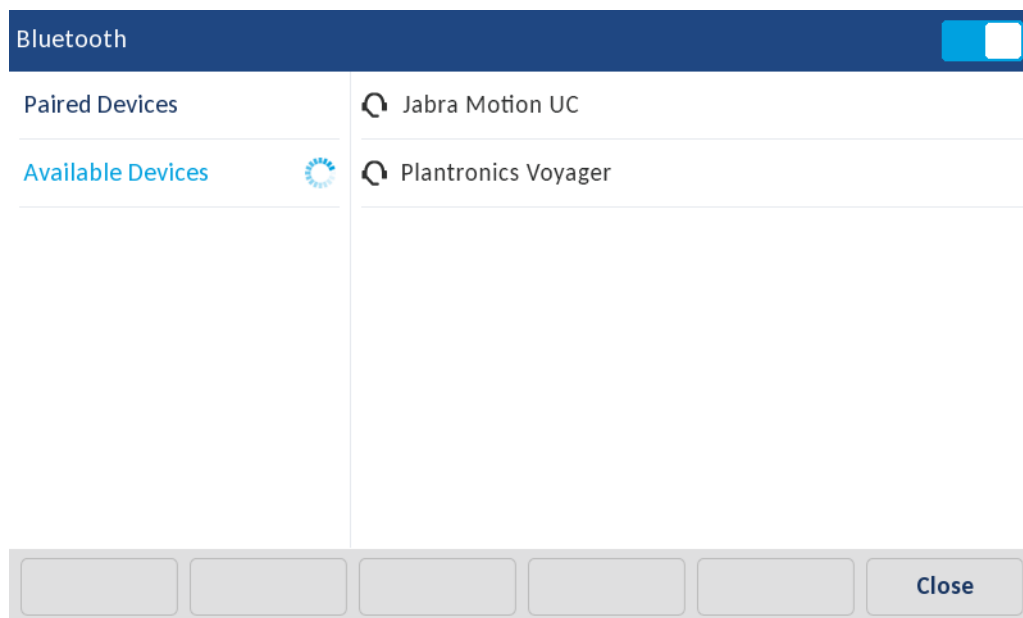 Bluetooth
Paired Devices
Available Devices
Jabra Motion UC
Plantronics Voyager
Close